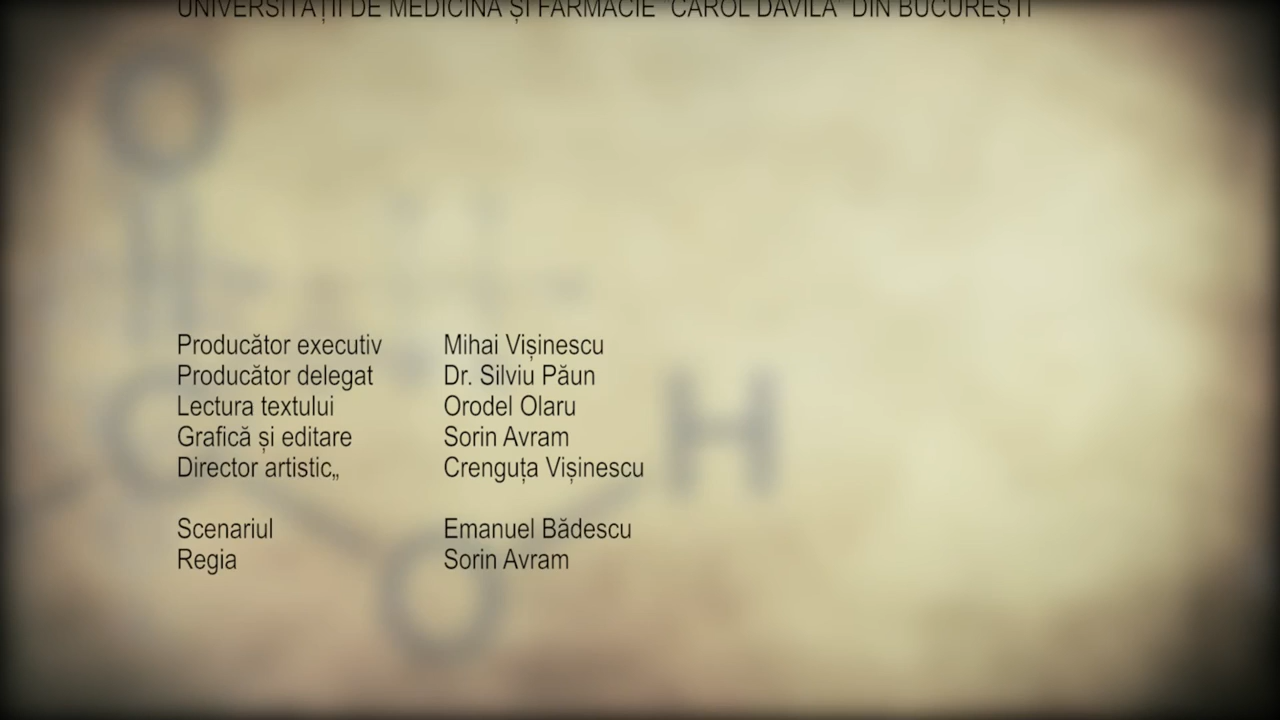 UNIVERSITĂȚII DE MEDICINĂ ȘI FARMACIE "CAROL DAVILA" DIN BUCUREȘTI
Producător executiv Mihai Vișinescu
Producător delegat Dr. Silviu Păun
Lectura textului Orodel Olaru
Grafică și editare Sorin Avram
Director artistic„ Crenguța Vișinescu
Scenariul Emanuel Bădescu
Regia Sorin Avram
O
H
C
O
H